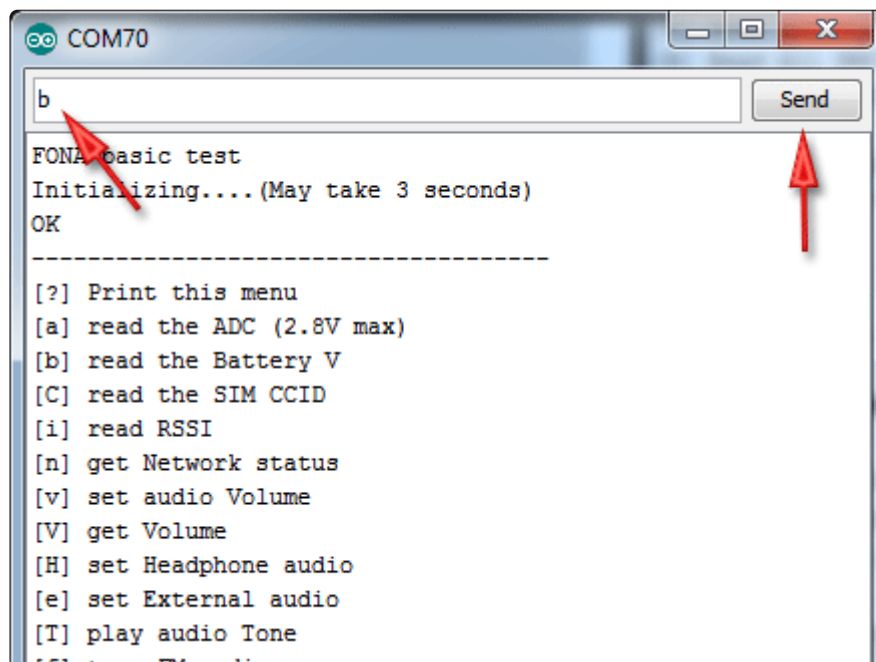 COM70
b
Send
FONA basic test
Initializing....(May take 3 seconds)
OK
-------------------------------------
[?] Print this menu
[a] read the ADC (2.8V max)
[b] read the Battery V
[C] read the SIM CCID
[i] read RSSI
[n] get Network status
[v] set audio Volume
[V] get Volume
[H] set Headphone audio
[e] set External audio
[T] play audio Tone